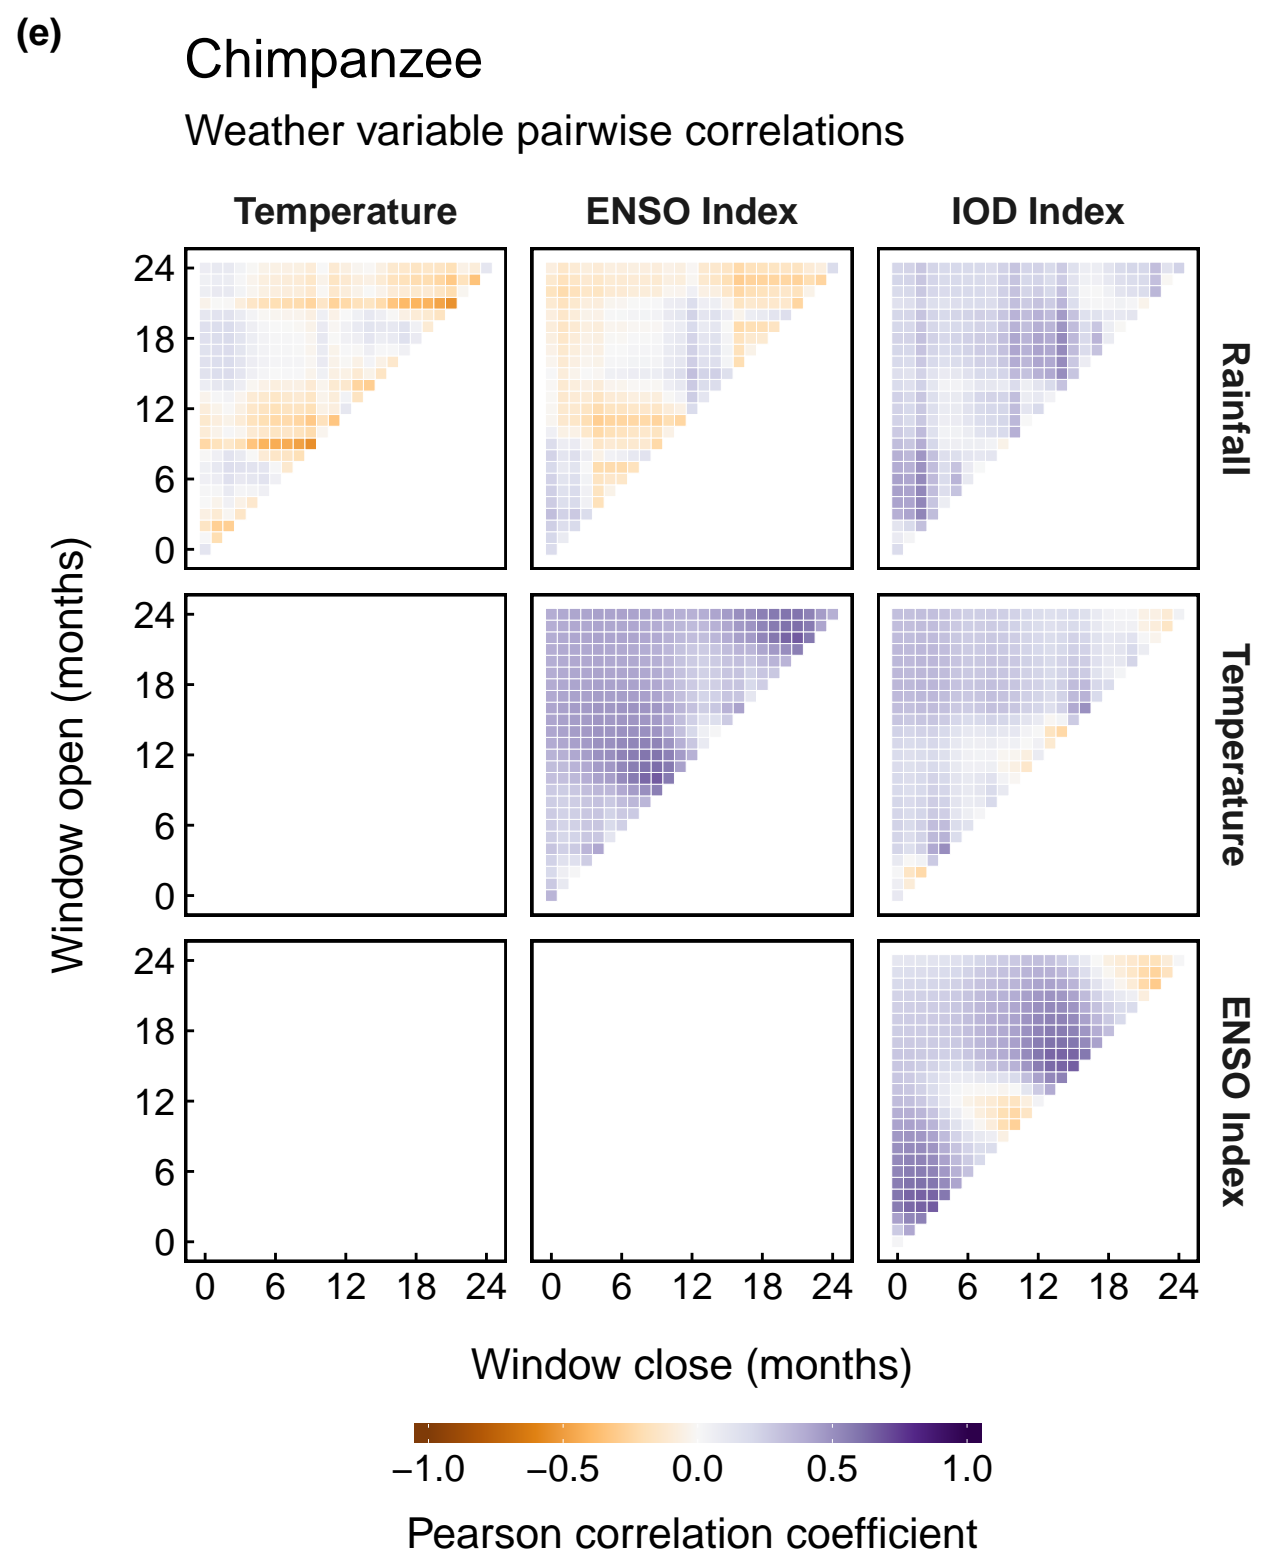 (e)
Chimpanzee
Weather variable pairwise correlations
Temperature ENSO Index IOD Index
24
18
12
6
0
Rainfall
24
18
12
6
0
Temperature
24
18
12
6
0
ENSO Index
Window open (months)
0 6 12 18 24 0 6 12 18 24 0 6 12 18 24
Window close (months)
−1.0 −0.5 0.0 0.5 1.0
Pearson correlation coefficient